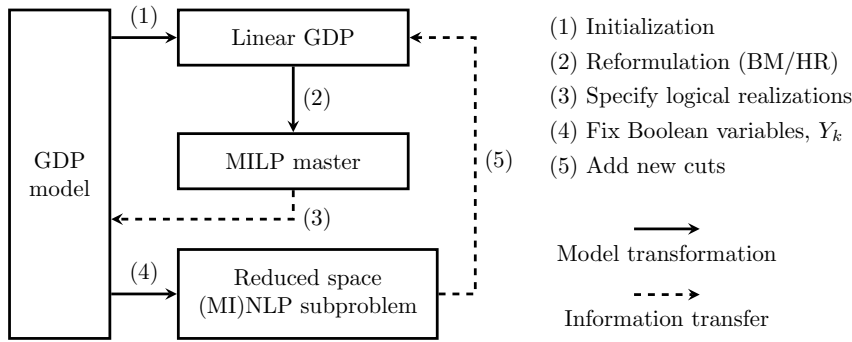 (1)
Linear GDP
(2)
GDP
model
MILP master
(3)
(5)
(4)
Reduced space
(MI)NLP subproblem
(1) Initialization
(2) Reformulation (BM/HR)
(3) Specify logical realizations
(4) Fix Boolean variables, Yₖ
(5) Add new cuts
Model transformation
Information transfer